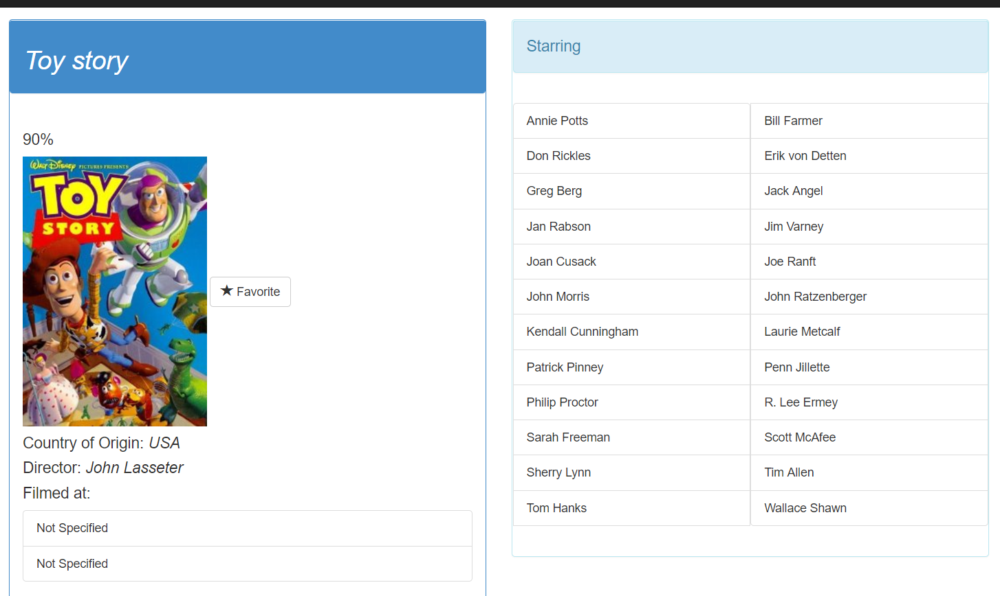 Toy story
90%
Walt Disney PICTURES PRESENTS
TOY
STORY
★ Favorite
Country of Origin: USA
Director: John Lasseter
Filmed at:
Not Specified
Not Specified
Starring
Annie Potts
Bill Farmer
Don Rickles
Erik von Detten
Greg Berg
Jack Angel
Jan Rabson
Jim Varney
Joan Cusack
Joe Ranft
John Morris
John Ratzenberger
Kendall Cunningham
Laurie Metcalf
Patrick Pinney
Penn Jillette
Philip Proctor
R. Lee Ermey
Sarah Freeman
Scott McAfee
Sherry Lynn
Tim Allen
Tom Hanks
Wallace Shawn